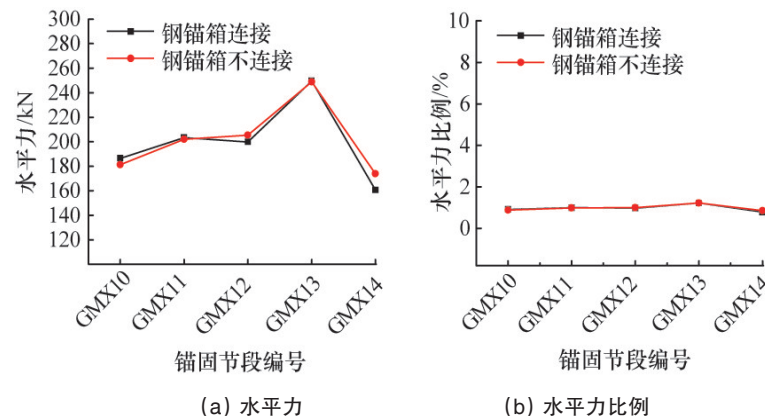 300
280
260
240
220
200
180
160
140
120
水平力/kN
钢锚箱连接
钢锚箱不连接
GMX10
GMX11
GMX12
GMX13
GMX14
锚固节段编号
(a) 水平力
10
8
6
4
2
0
水平力比例/%
钢锚箱连接
钢锚箱不连接
GMX10
GMX11
GMX12
GMX13
GMX14
锚固节段编号
(b) 水平力比例